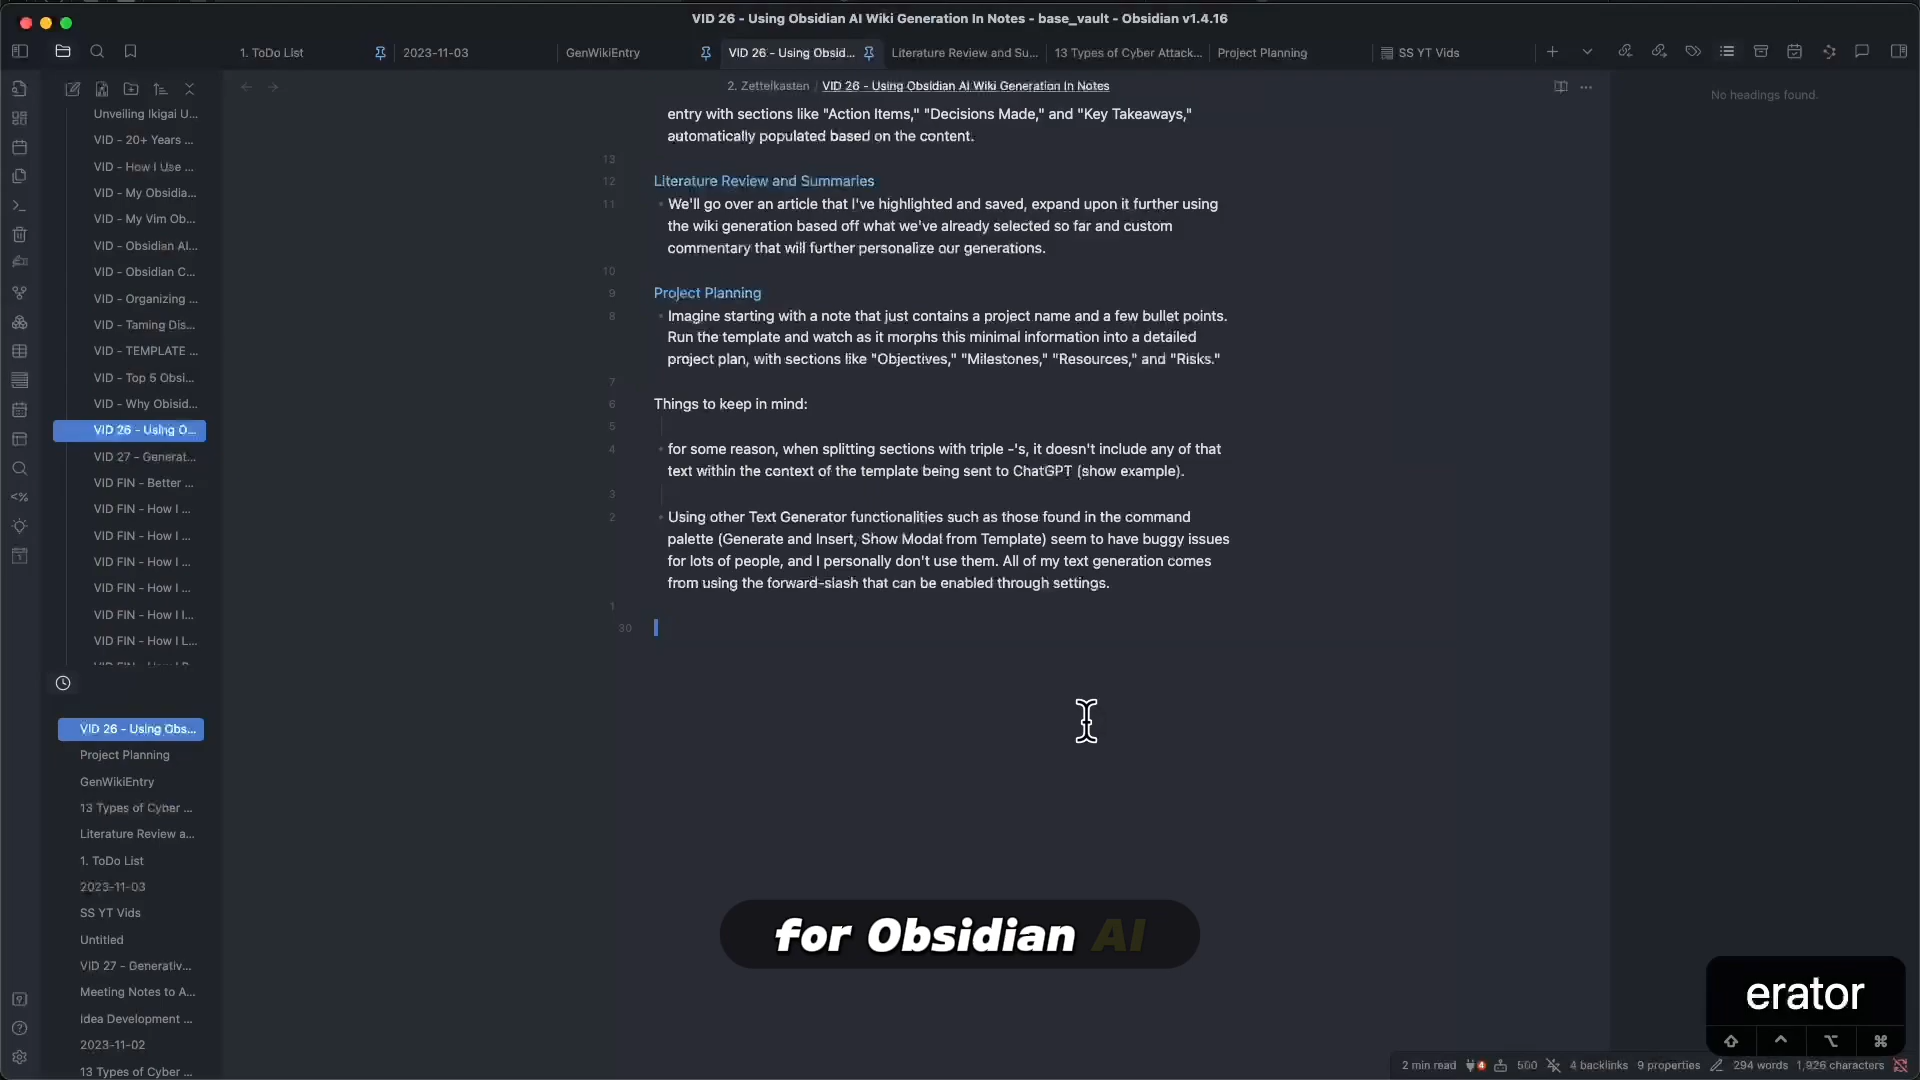 VID 26 - Using Obsidian AI Wiki Generation In Notes - base_vault - Obsidian v1.4.16
1. ToDo List
2023-11-03
GenWikiEntry
VID 26 - Using Obsid...
Literature Review and Su...
13 Types of Cyber Attack...
Project Planning
SS YT Vids
2. Zettelkasten / VID 26 - Using Obsidian AI Wiki Generation In Notes
No headings found.
Unveiling Ikigai U...
VID - 20+ Years ...
VID - How I Use ...
VID - My Obsidia...
VID - My Vim Ob...
VID - Obsidian AI...
VID - Obsidian C...
VID - Organizing ...
VID - Taming Dis...
VID - TEMPLATE ...
VID - Top 5 Obsi...
VID - Why Obisid...
VID 26 - Using O...
VID 27 - Generat...
VID FIN - Better ...
VID FIN - How I ...
VID FIN - How I ...
VID FIN - How I ...
VID FIN - How I ...
VID FIN - How I I...
VID FIN - How I L...
VID 26 - Using Obs...
Project Planning
GenWikiEntry
13 Types of Cyber ...
Literature Review a...
1. ToDo List
2023-11-03
SS YT Vids
Untitled
VID 27 - Generativ...
Meeting Notes to A...
Idea Development ...
2023-11-02
13 Types of Cyber ...
entry with sections like "Action Items," "Decisions Made," and "Key Takeaways,"
automatically populated based on the content.
13
12 Literature Review and Summaries
11 We'll go over an article that I've highlighted and saved, expand upon it further using
the wiki generation based off what we've already selected so far and custom
commentary that will further personalize our generations.
10
9 Project Planning
8 Imagine starting with a note that just contains a project name and a few bullet points.
Run the template and watch as it morphs this minimal information into a detailed
project plan, with sections like "Objectives," "Milestones," "Resources," and "Risks."
7
6 Things to keep in mind:
5
4 for some reason, when splitting sections with triple -'s, it doesn't include any of that
text within the context of the template being sent to ChatGPT (show example).
3
2 Using other Text Generator functionalities such as those found in the command
palette (Generate and Insert, Show Modal from Template) seem to have buggy issues
for lots of people, and I personally don't use them. All of my text generation comes
from using the forward-slash that can be enabled through settings.
1
30
for Obsidian AI
erator
2 min read
4
500
4 backlinks
9 properties
294 words
1,926 characters